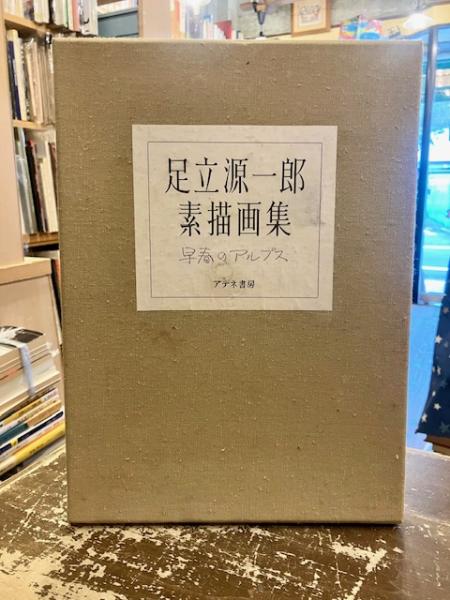 足立源一郎
素描画集
早春のアルプス
アテネ書房